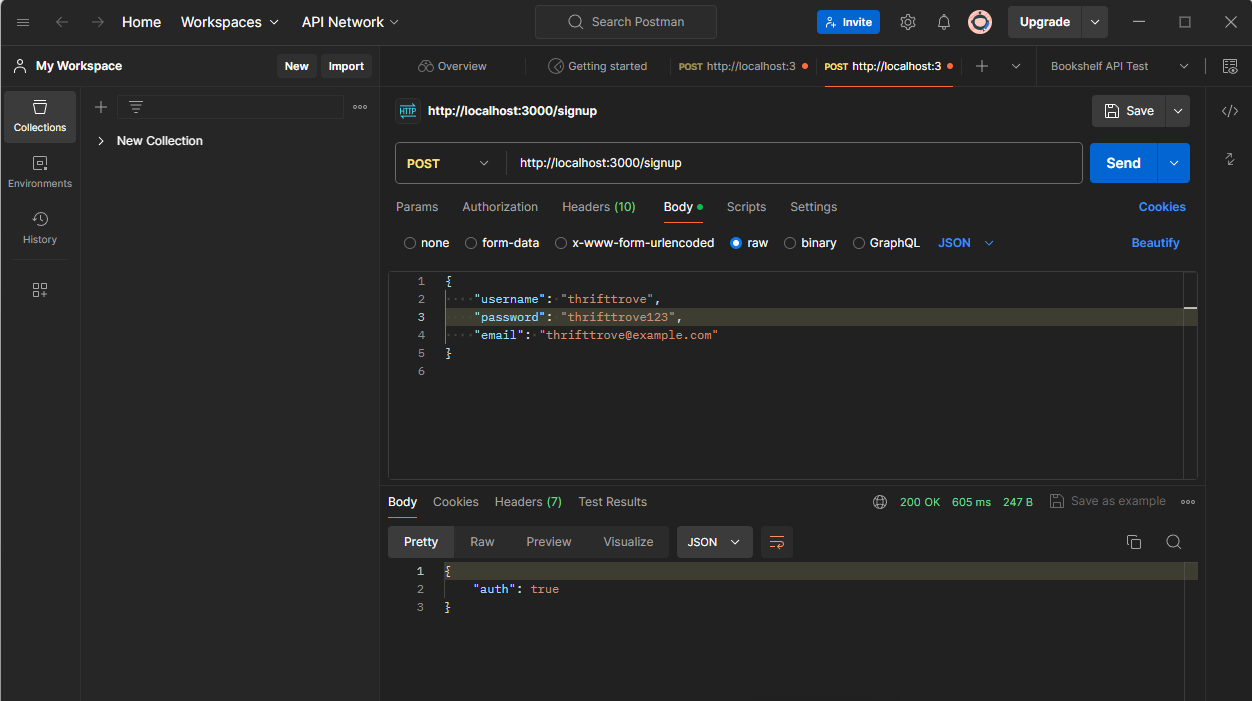 Home Workspaces API Network Search Postman Invite Upgrade
My Workspace New Import Overview Getting started POST http://localhost:3 POST http://localhost:3 Bookshelf API Test
Collections
Environments
History
New Collection
HTTP http://localhost:3000/signup Save
POST http://localhost:3000/signup Send
Params Authorization Headers (10) Body Scripts Settings Cookies
none form-data x-www-form-urlencoded raw binary GraphQL JSON Beautify
1 {
2 "username": "thrifttrove",
3 "password": "thrifttrove123",
4 "email": "thrifttrove@example.com"
5 }
6
Body Cookies Headers (7) Test Results 200 OK 605 ms 247 B Save as example
Pretty Raw Preview Visualize JSON
1 {
2 "auth": true
3 }